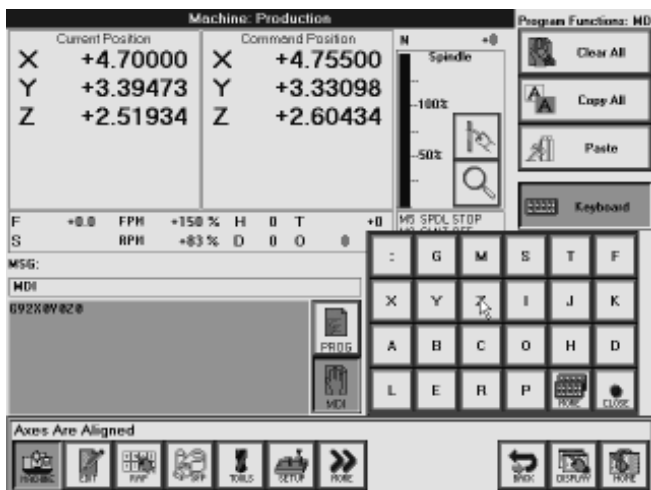 Machine: Production
Program Functions: MD
Current Position
Command Position
N +0
X +4.70000 X +4.75500
Y +3.39473 Y +3.33098
Z +2.51934 Z +2.60434
Spindle
100%
50%
Clear All
Copy All
Paste
Keyboard
F +0.0 FPM +150 % H 0 T +0
S RPM +83 % D 0 O 0
M5 SPDL STOP
MSG:
MDI
G92X0Y0Z0
PROG
MDI
: G M S T F
X Y Z I J K
A B C O H D
L E R P MORE CLOSE
Axes Are Aligned
MACHINE EDIT MAP SFP TOOLS SETUP MORE BACK DISPLAY HOME